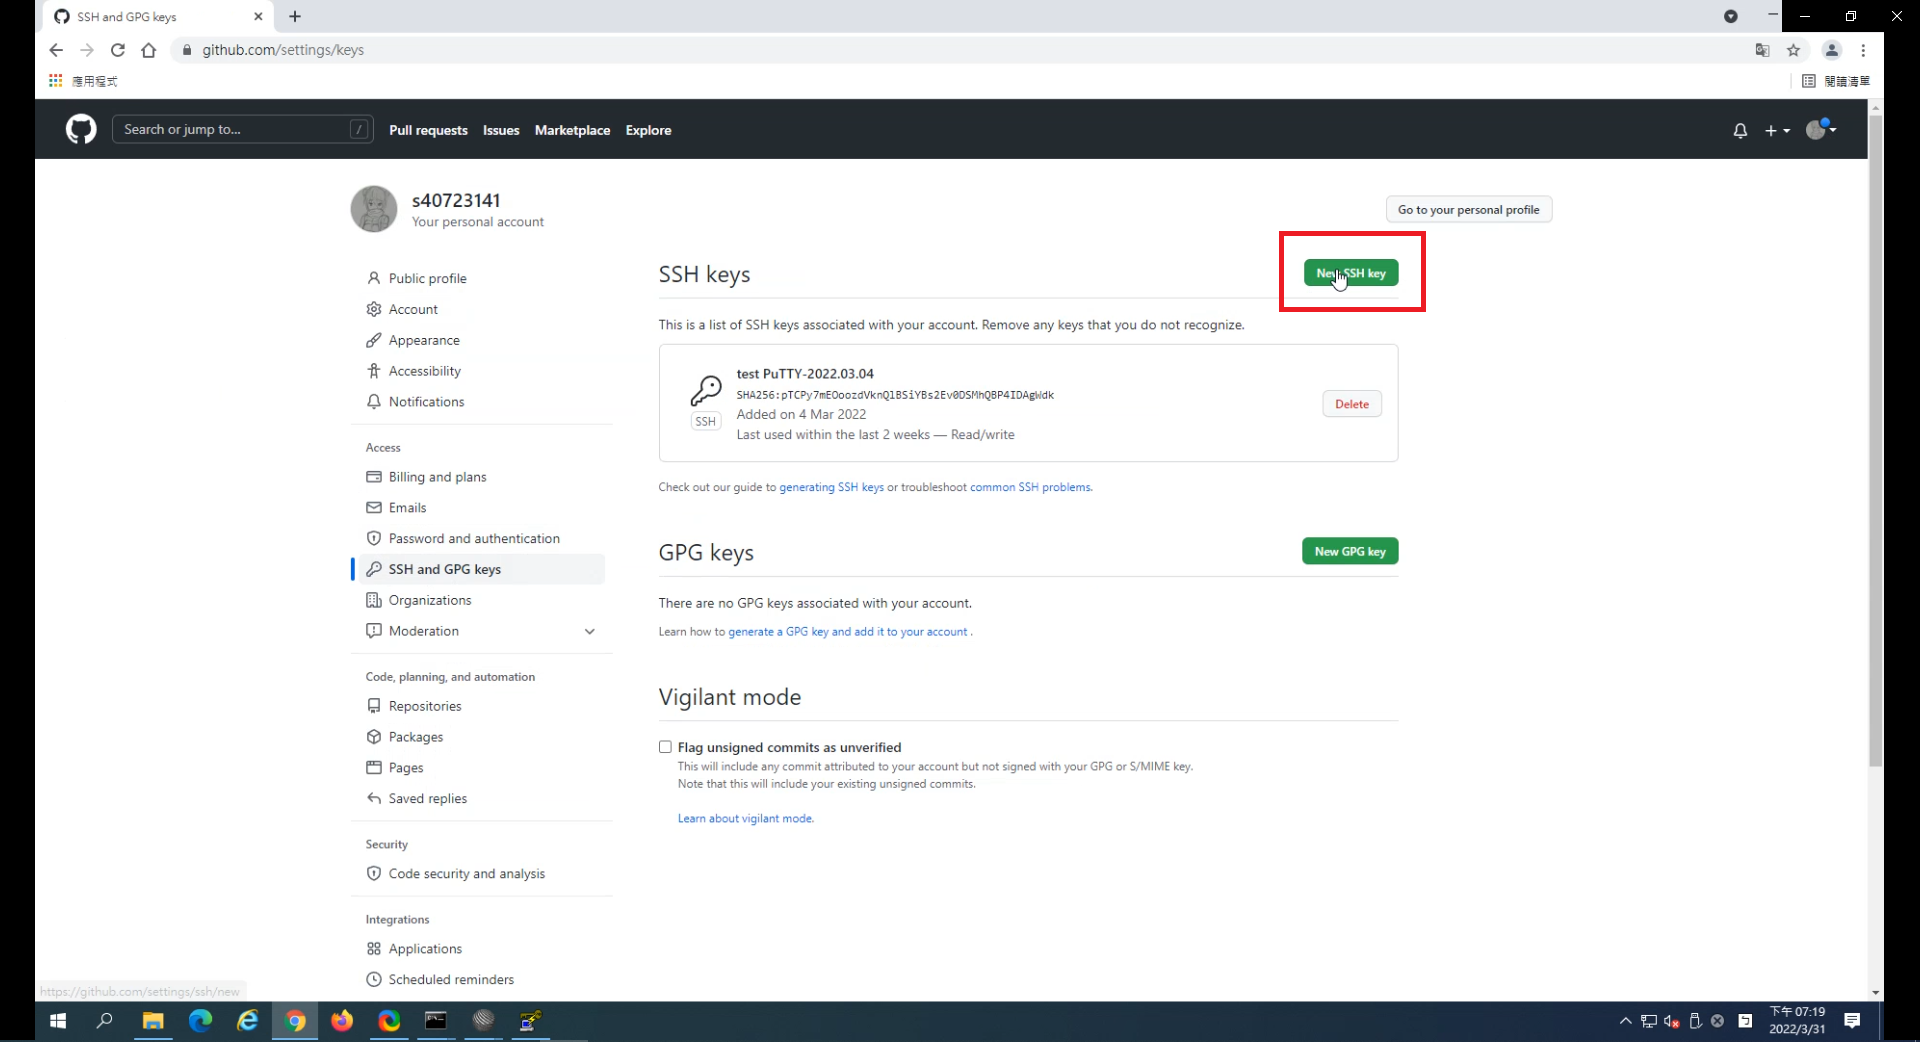 SSH and GPG keys
github.com/settings/keys
應用程式
閱讀清單
Search or jump to...
/
Pull requests
Issues
Marketplace
Explore
s40723141
Your personal account
Go to your personal profile
Public profile
Account
Appearance
Accessibility
Notifications
Access
Billing and plans
Emails
Password and authentication
SSH and GPG keys
Organizations
Moderation
Code, planning, and automation
Repositories
Packages
Pages
Saved replies
Security
Code security and analysis
Integrations
Applications
Scheduled reminders
SSH keys
New SSH key
This is a list of SSH keys associated with your account. Remove any keys that you do not recognize.
test PuTTY-2022.03.04
SHA256:pTCPy7mEOoozdVknQlBSiYBs2Ev0DSMhQBP4IDAgWdk
Added on 4 Mar 2022
Last used within the last 2 weeks — Read/write
SSH
Delete
Check out our guide to generating SSH keys or troubleshoot common SSH problems.
GPG keys
New GPG key
There are no GPG keys associated with your account.
Learn how to generate a GPG key and add it to your account .
Vigilant mode
Flag unsigned commits as unverified
This will include any commit attributed to your account but not signed with your GPG or S/MIME key.
Note that this will include your existing unsigned commits.
Learn about vigilant mode.
https://github.com/settings/ssh/new
下午 07:19
2022/3/31